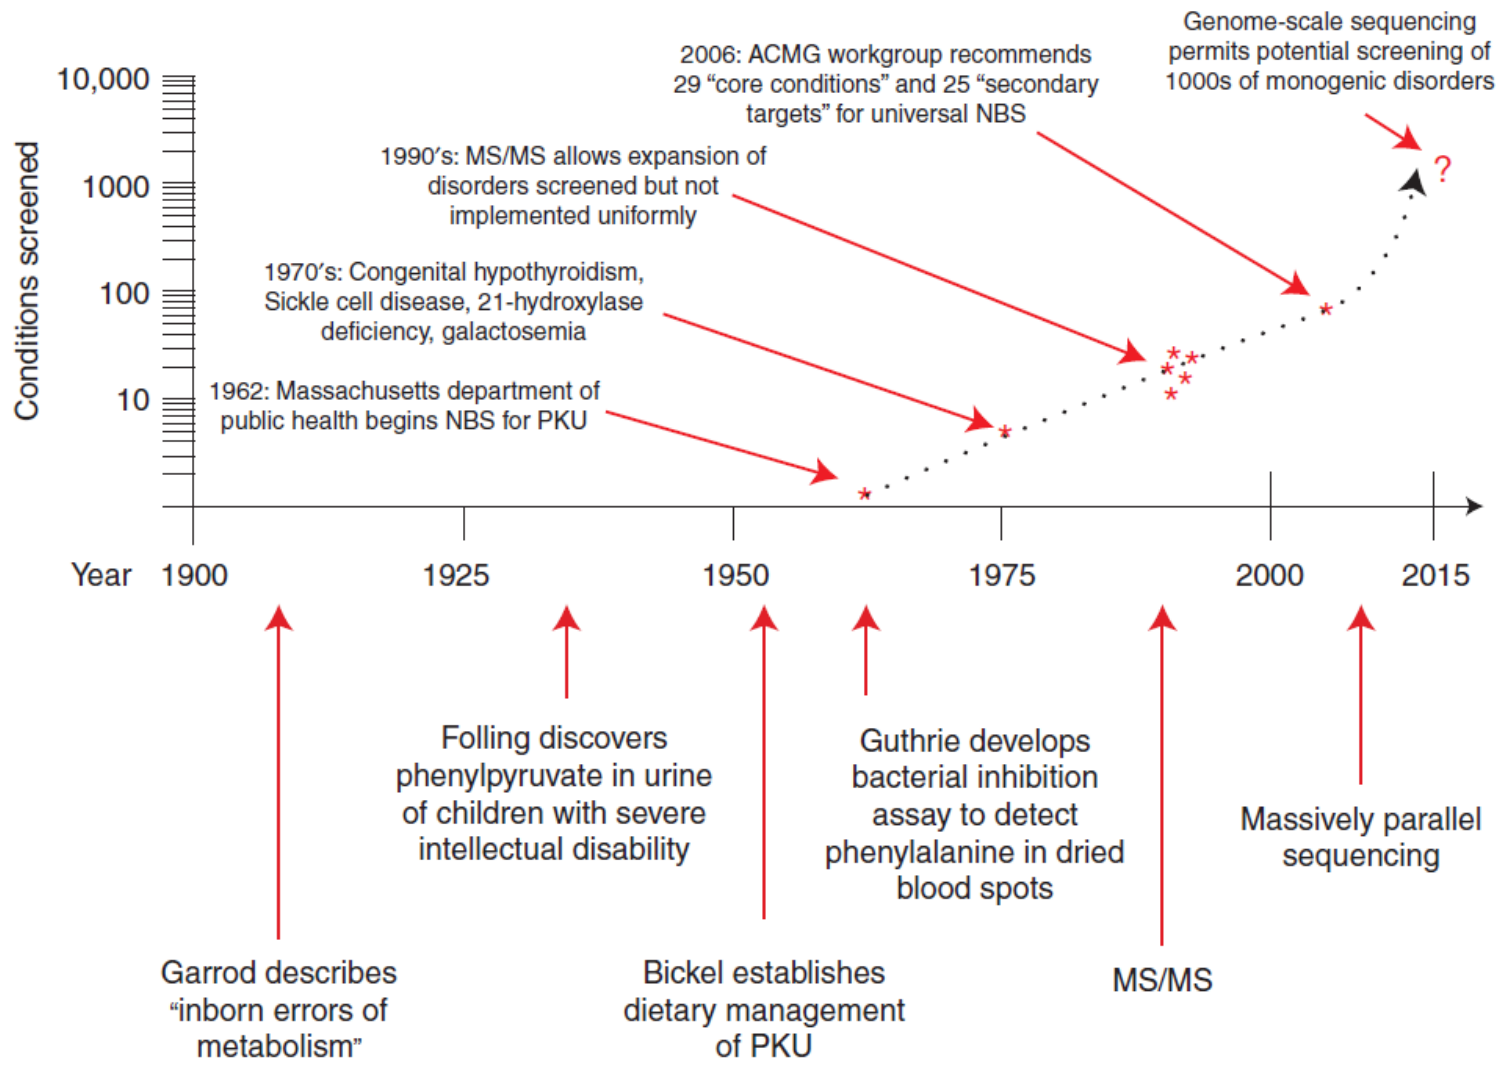 Genome-scale sequencing
permits potential screening of
1000s of monogenic disorders
2006: ACMG workgroup recommends
29 “core conditions” and 25 “secondary
targets” for universal NBS
1990′s: MS/MS allows expansion of
disorders screened but not
implemented uniformly
1970′s: Congenital hypothyroidism,
Sickle cell disease, 21-hydroxylase
deficiency, galactosemia
1962: Massachusetts department of
public health begins NBS for PKU
Conditions screened
10,000
1000
100
10
?
Year 1900 1925 1950 1975 2000 2015
Garrod describes
“inborn errors of
metabolism”
Folling discovers
phenylpyruvate in urine
of children with severe
intellectual disability
Bickel establishes
dietary management
of PKU
Guthrie develops
bacterial inhibition
assay to detect
phenylalanine in dried
blood spots
MS/MS
Massively parallel
sequencing